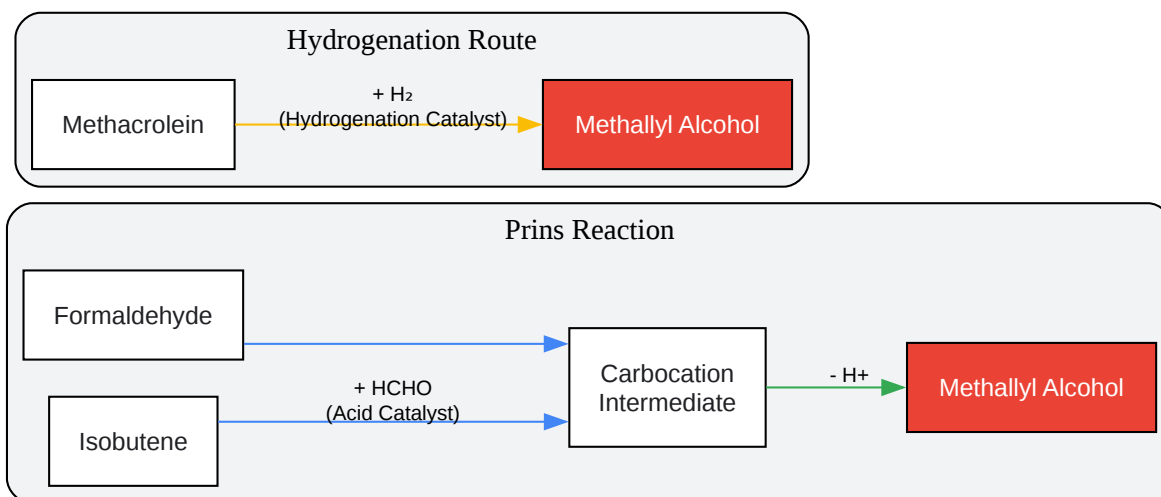 Hydrogenation Route
Methacrolein
+ H₂
(Hydrogenation Catalyst)
Methallyl Alcohol
Prins Reaction
Formaldehyde
Isobutene
+ HCHO
(Acid Catalyst)
Carbocation
Intermediate
- H+
Methallyl Alcohol